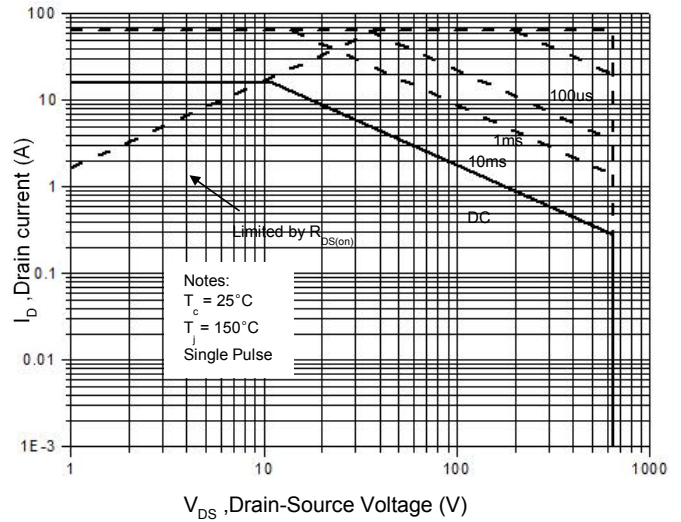 100
10
1
0.1
0.01
1E-3
I_D ,Drain current (A)
100us
1ms
10ms
DC
Limited by R_DS(on)
Notes:
T_c = 25°C
T_j = 150°C
Single Pulse
1
10
100
1000
V_DS ,Drain-Source Voltage (V)